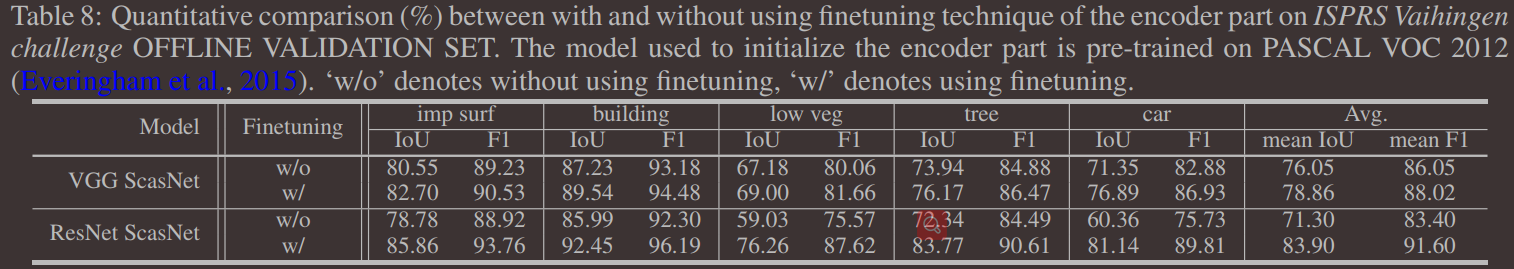 Table 8: Quantitative comparison (%) between with and without using finetuning technique of the encoder part on ISPRS Vaihingen
challenge OFFLINE VALIDATION SET. The model used to initialize the encoder part is pre-trained on PASCAL VOC 2012
(Everingham et al., 2015). ‘w/o’ denotes without using finetuning, ‘w/’ denotes using finetuning.
Model Finetuning imp surf building low veg tree car Avg.
IoU F1 IoU F1 IoU F1 IoU F1 IoU F1 mean IoU mean F1
VGG ScasNet w/o 80.55 89.23 87.23 93.18 67.18 80.06 73.94 84.88 71.35 82.88 76.05 86.05
w/ 82.70 90.53 89.54 94.48 69.00 81.66 76.17 86.47 76.89 86.93 78.86 88.02
ResNet ScasNet w/o 78.78 88.92 85.99 92.30 59.03 75.57 72.34 84.49 60.36 75.73 71.30 83.40
w/ 85.86 93.76 92.45 96.19 76.26 87.62 83.77 90.61 81.14 89.81 83.90 91.60